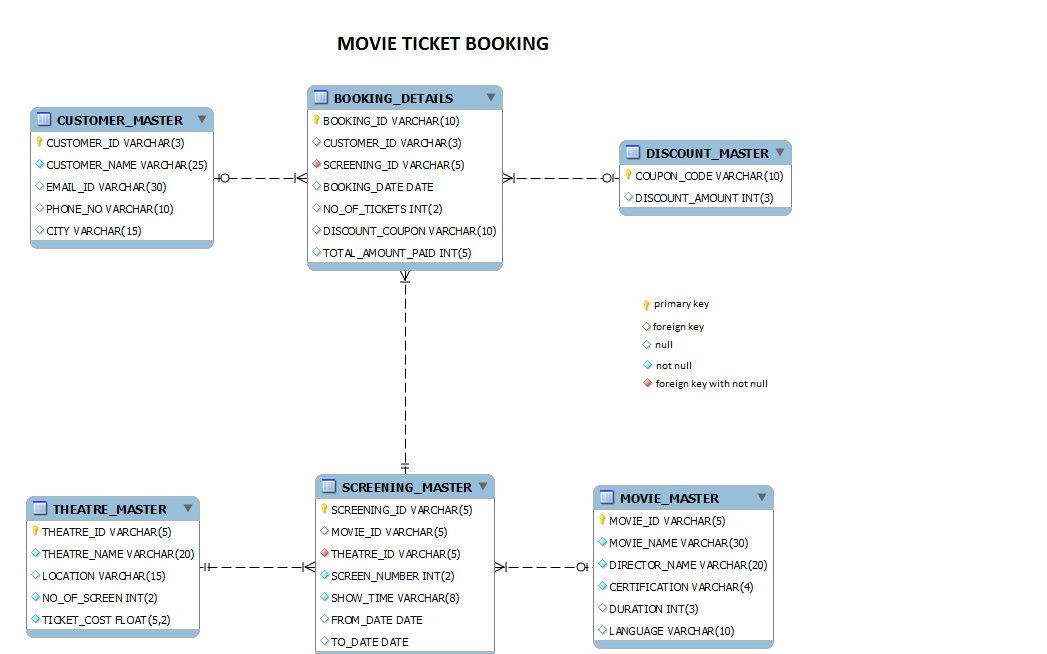 MOVIE TICKET BOOKING
CUSTOMER_MASTER
CUSTOMER_ID VARCHAR(3)
CUSTOMER_NAME VARCHAR(25)
EMAIL_ID VARCHAR(30)
PHONE_NO VARCHAR(10)
CITY VARCHAR(15)
BOOKING_DETAILS
BOOKING_ID VARCHAR(10)
CUSTOMER_ID VARCHAR(3)
SCREENING_ID VARCHAR(5)
BOOKING_DATE DATE
NO_OF_TICKETS INT(2)
DISCOUNT_COUPON VARCHAR(10)
TOTAL_AMOUNT_PAID INT(5)
DISCOUNT_MASTER
COUPON_CODE VARCHAR(10)
DISCOUNT_AMOUNT INT(3)
primary key
foreign key
null
not null
foreign key with not null
THEATRE_MASTER
THEATRE_ID VARCHAR(5)
THEATRE_NAME VARCHAR(20)
LOCATION VARCHAR(15)
NO_OF_SCREEN INT(2)
TICKET_COST FLOAT(5,2)
SCREENING_MASTER
SCREENING_ID VARCHAR(5)
MOVIE_ID VARCHAR(5)
THEATRE_ID VARCHAR(5)
SCREEN_NUMBER INT(2)
SHOW_TIME VARCHAR(8)
FROM_DATE DATE
TO_DATE DATE
MOVIE_MASTER
MOVIE_ID VARCHAR(5)
MOVIE_NAME VARCHAR(30)
DIRECTOR_NAME VARCHAR(20)
CERTIFICATION VARCHAR(4)
DURATION INT(3)
LANGUAGE VARCHAR(10)